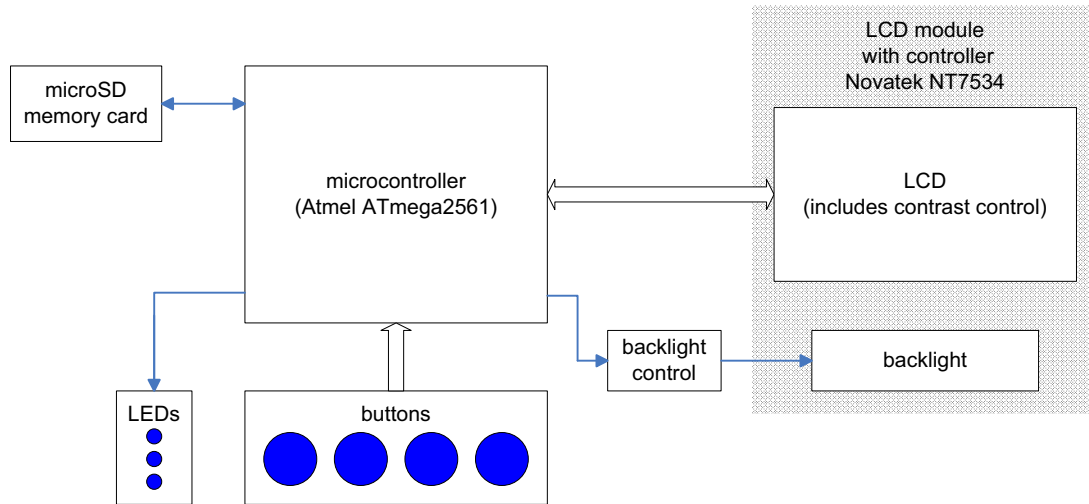 LCD module
with controller
Novatek NT7534
microSD
memory card
microcontroller
(Atmel ATmega2561)
LCD
(includes contrast control)
backlight
control
backlight
LEDs
buttons